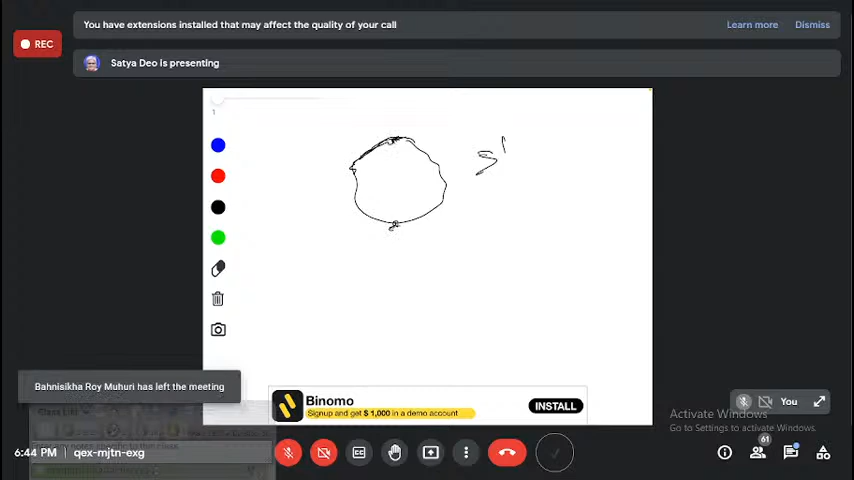 You have extensions installed that may affect the quality of your call
Learn more
Dismiss
REC
Satya Deo is presenting
1
S'
Bahnisikha Roy Muhuri has left the meeting
Binomo
Signup and get $ 1,000 in a demo account
INSTALL
You
Activate Windows
Go to Settings to activate Windows.
61
6:44 PM | qex-mjtn-exg